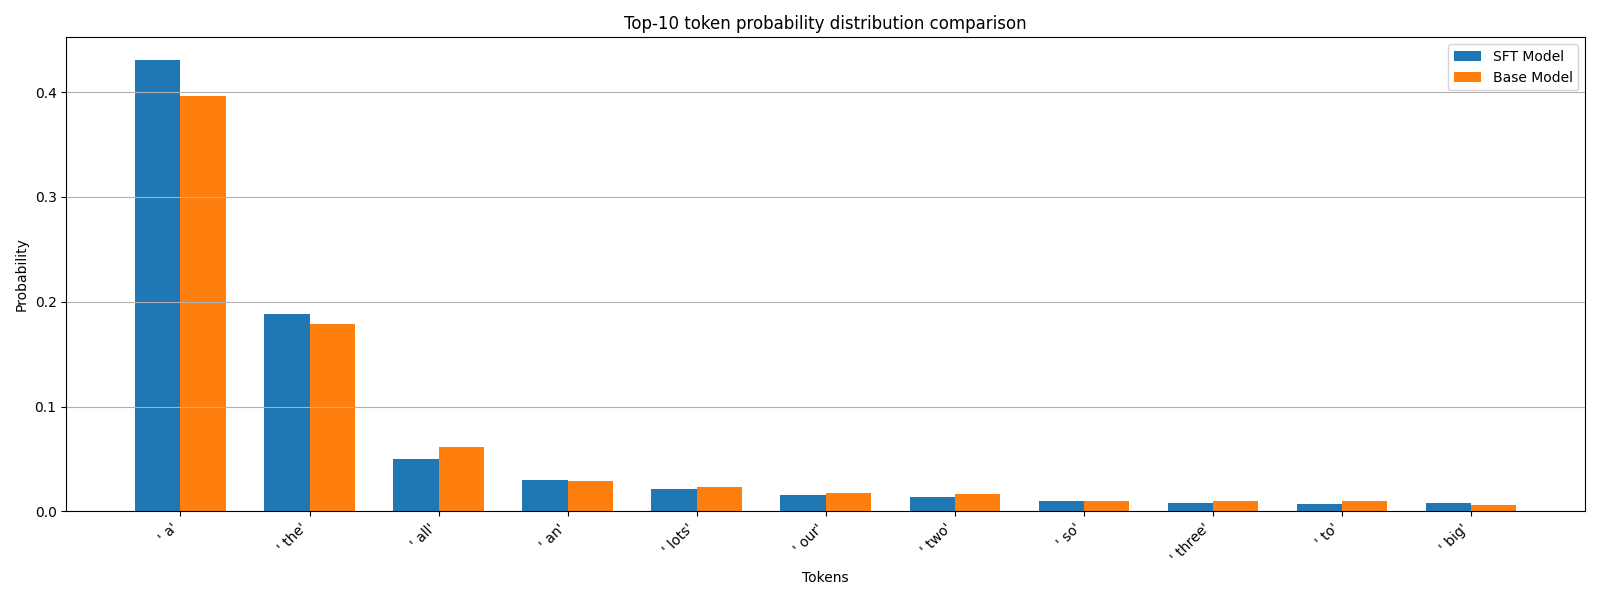 Top-10 token probability distribution comparison
SFT Model
Base Model
Probability
0.4
0.3
0.2
0.1
0.0
' a'
' the'
' all'
' an'
' lots'
' our'
' two'
' so'
' three'
' to'
' big'
Tokens